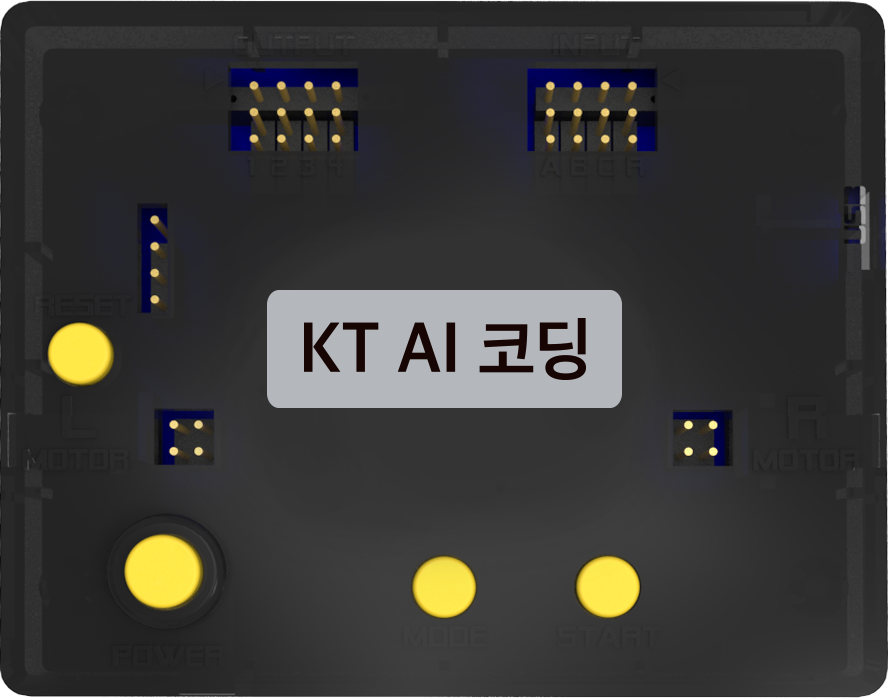 OUTPUT INPUT
1 2 3 4 A B C R
USB
RESET
KT AI 코딩
L R
MOTOR MOTOR
MODE START
POWER